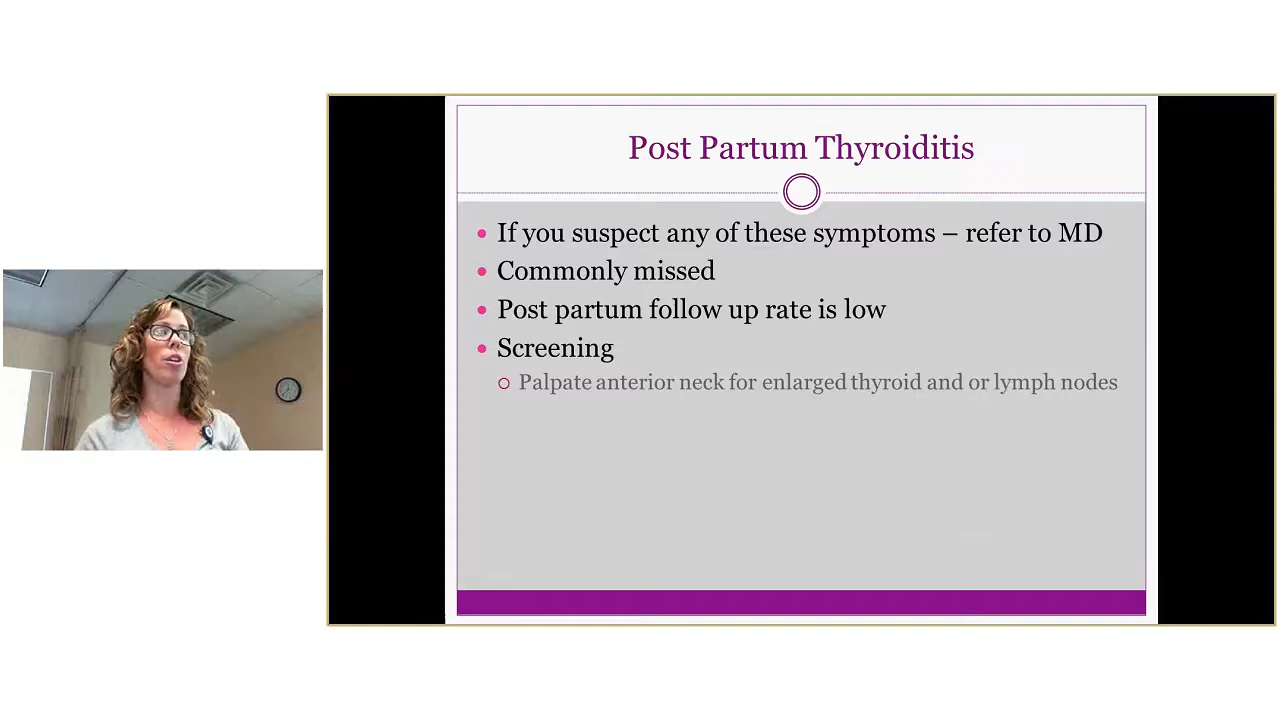 Post Partum Thyroiditis
If you suspect any of these symptoms – refer to MD
Commonly missed
Post partum follow up rate is low
Screening
Palpate anterior neck for enlarged thyroid and or lymph nodes